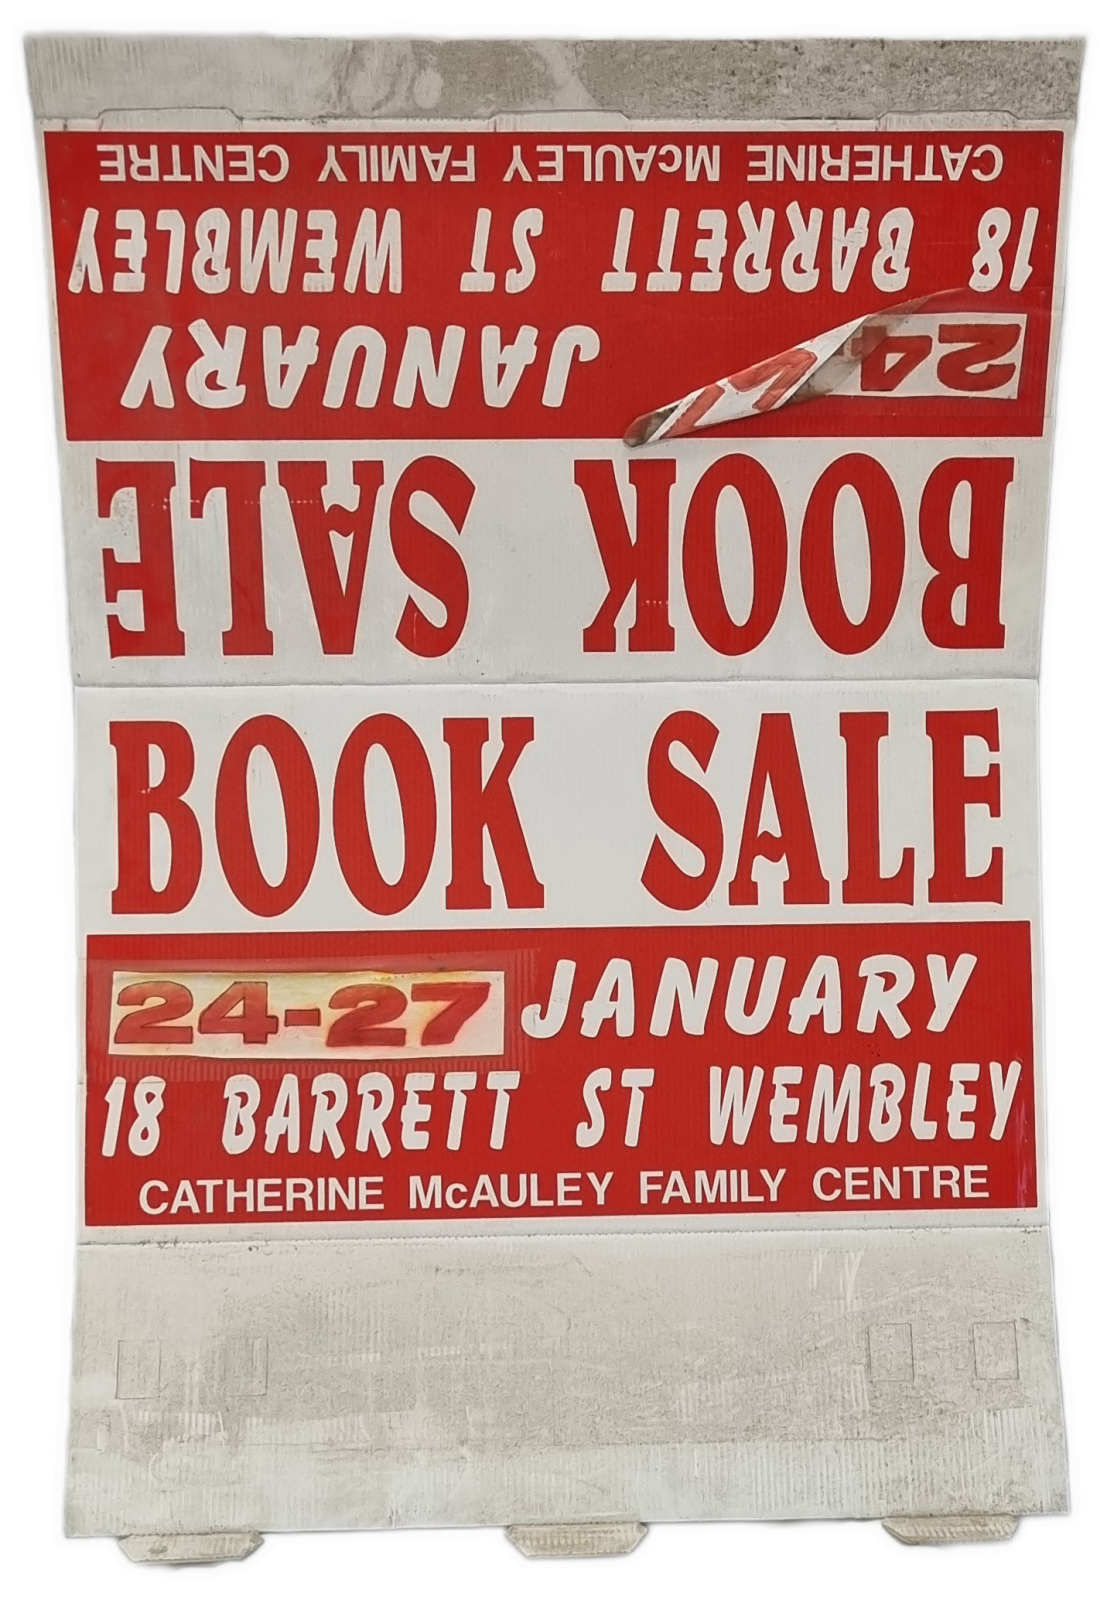 CATHERINE McAULEY FAMILY CENTRE
18 BARRETT ST WEMBLEY
24 JANUARY
BOOK SALE
BOOK SALE
24-27 JANUARY
18 BARRETT ST WEMBLEY
CATHERINE McAULEY FAMILY CENTRE